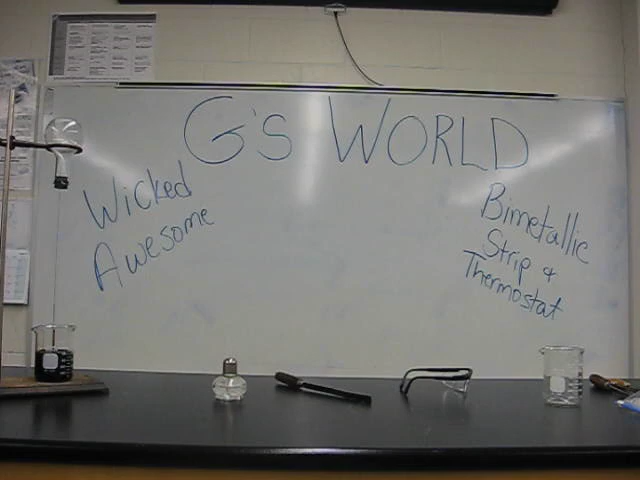 G's WORLD
Wicked
Awesome
Bimetallic
Strip &
Thermostat